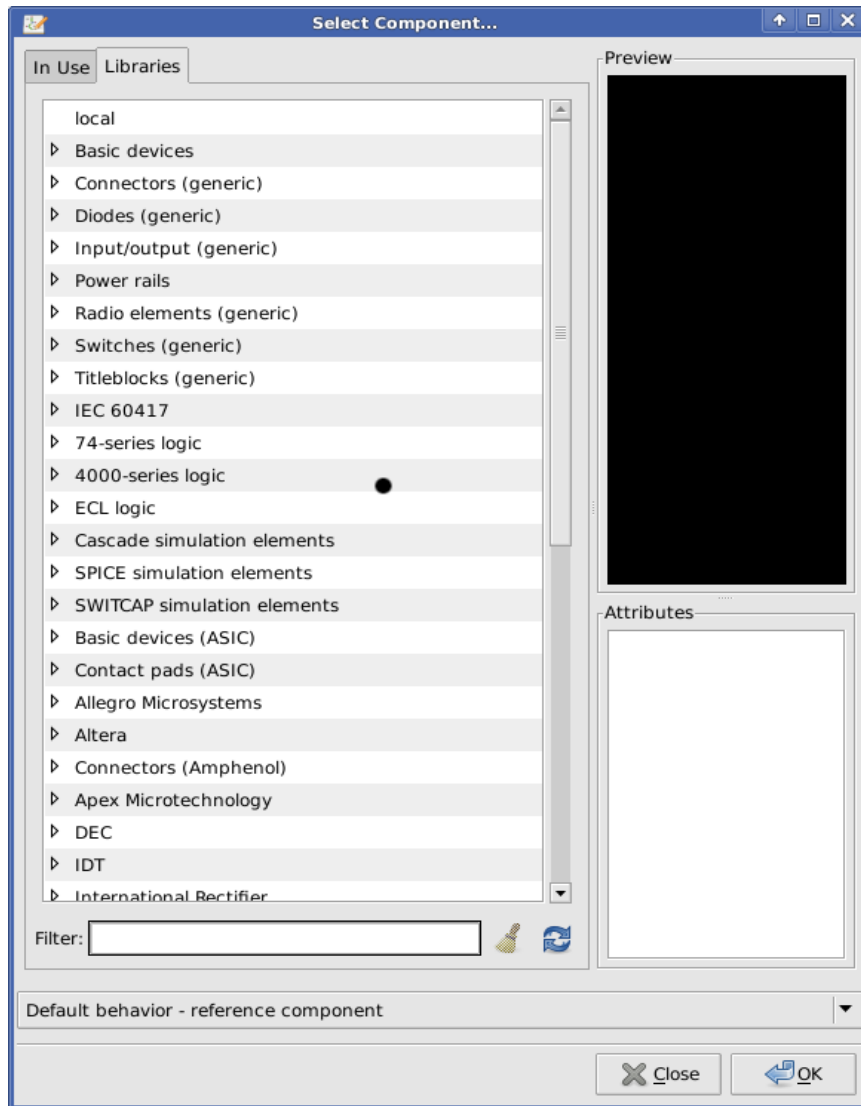 Select Component...
In Use
Libraries
local
Basic devices
Connectors (generic)
Diodes (generic)
Input/output (generic)
Power rails
Radio elements (generic)
Switches (generic)
Titleblocks (generic)
IEC 60417
74-series logic
4000-series logic
ECL logic
Cascade simulation elements
SPICE simulation elements
SWITCAP simulation elements
Basic devices (ASIC)
Contact pads (ASIC)
Allegro Microsystems
Altera
Connectors (Amphenol)
Apex Microtechnology
DEC
IDT
International Rectifier
Filter:
Preview
Attributes
Default behavior - reference component
Close
OK